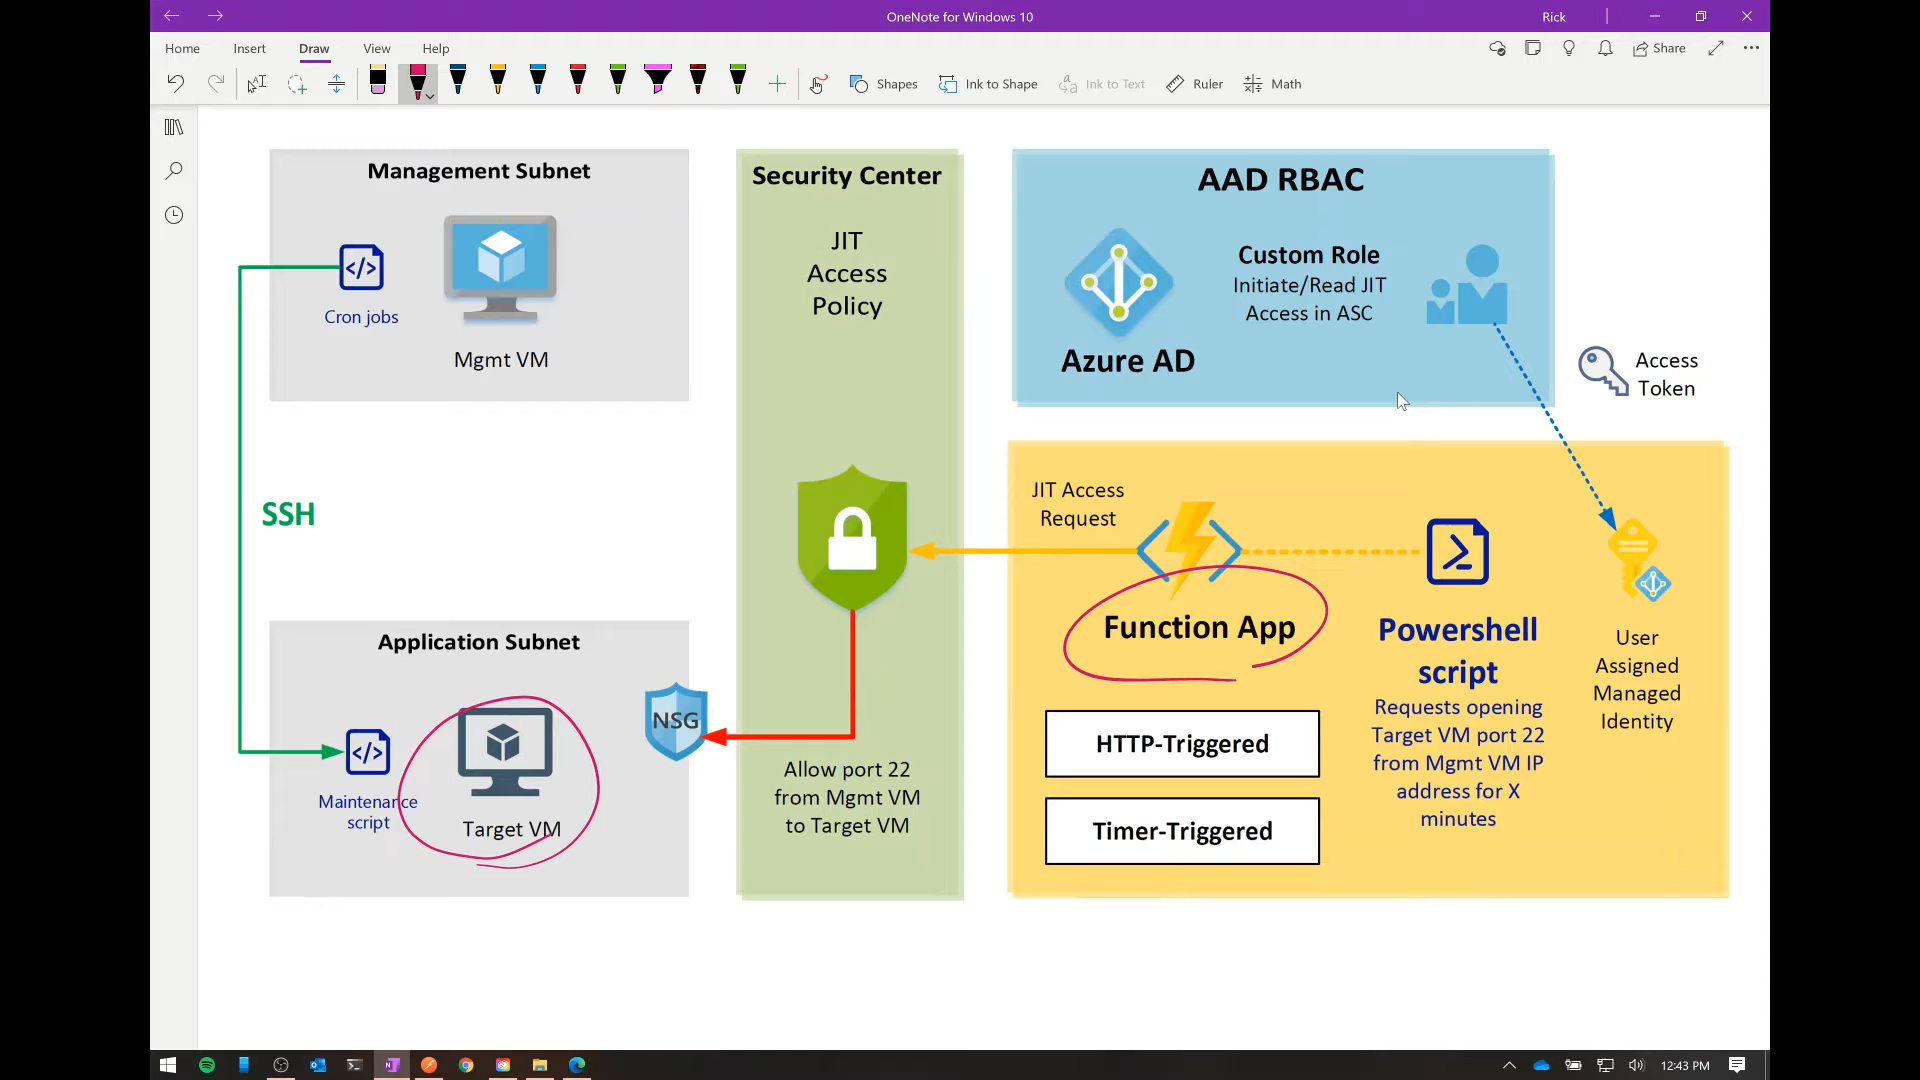 OneNote for Windows 10
Rick
Home
Insert
Draw
View
Help
Share
Shapes
Ink to Shape
Ink to Text
Ruler
Math
Management Subnet
Cron jobs
Mgmt VM
SSH
Application Subnet
Maintenance
script
Target VM
NSG
Security Center
JIT
Access
Policy
Allow port 22
from Mgmt VM
to Target VM
AAD RBAC
Azure AD
Custom Role
Initiate/Read JIT
Access in ASC
Access
Token
JIT Access
Request
Function App
HTTP-Triggered
Timer-Triggered
Powershell
script
Requests opening
Target VM port 22
from Mgmt VM IP
address for X
minutes
User
Assigned
Managed
Identity
12:43 PM